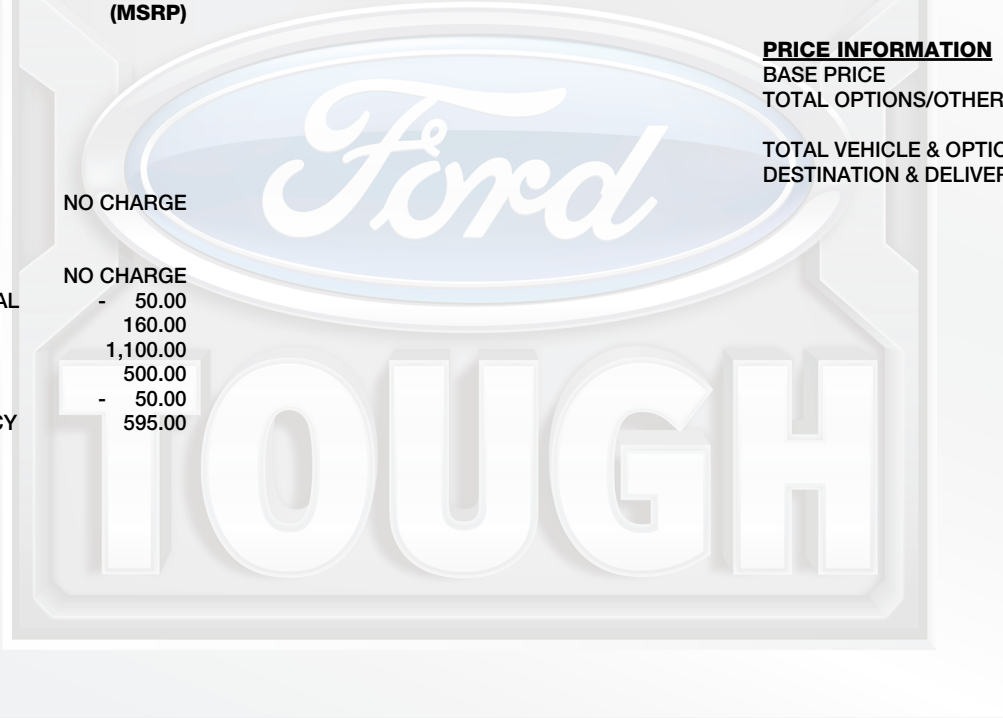 (MSRP)
NO CHARGE
NO CHARGE
AL - 50.00
160.00
1,100.00
500.00
- 50.00
CY 595.00
PRICE INFORMATION
BASE PRICE
TOTAL OPTIONS/OTHER
TOTAL VEHICLE & OPTIO
DESTINATION & DELIVER
Ford
TOUGH